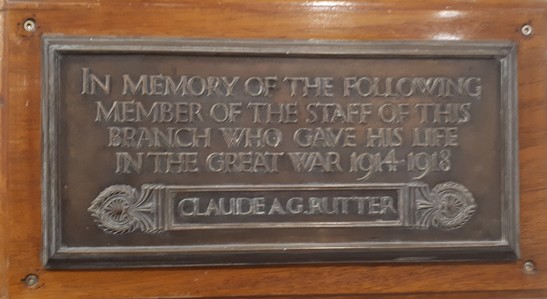 IN MEMORY OF THE FOLLOWING
MEMBER OF THE STAFF OF THIS
BRANCH WHO GAVE HIS LIFE
IN THE GREAT WAR 1914-1918
CLAUDE A.G. RUTTER